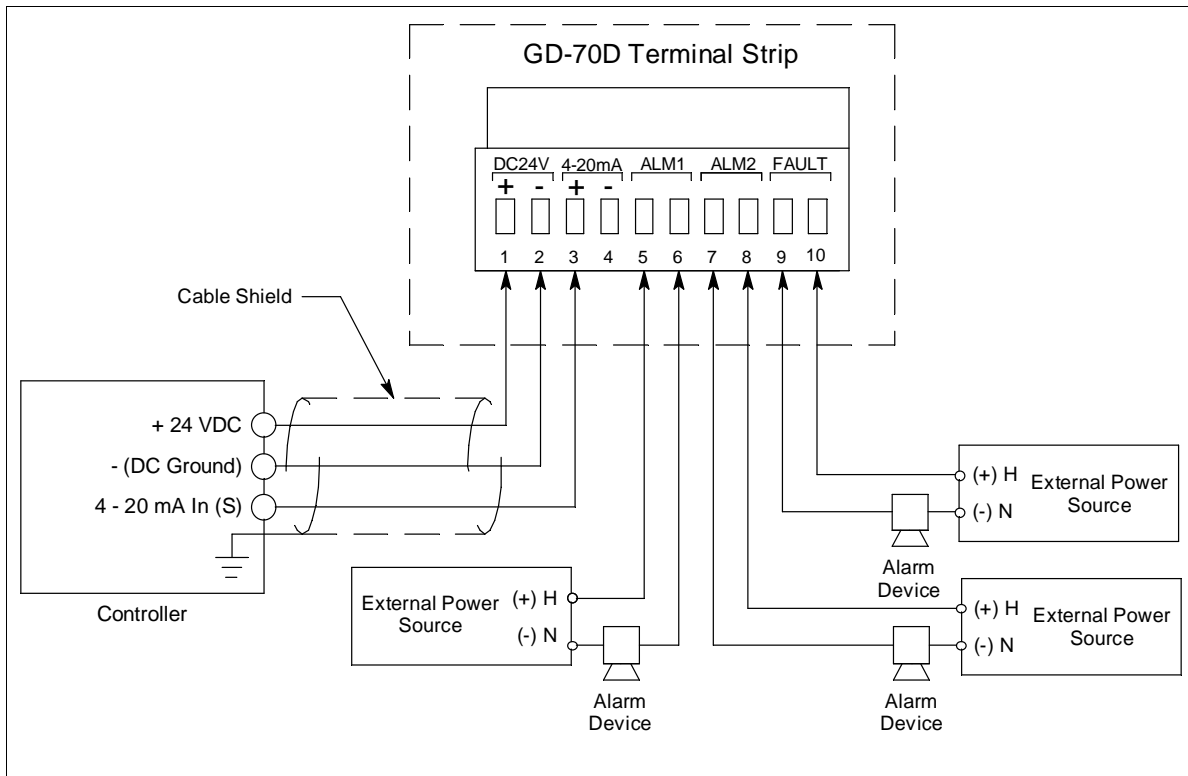 GD-70D Terminal Strip
DC24V 4-20mA ALM1 ALM2 FAULT
+ - + -
1 2 3 4 5 6 7 8 9 10
Cable Shield
+ 24 VDC
- (DC Ground)
4 - 20 mA In (S)
Controller
External Power
Source
(+) H
(-) N
Alarm
Device
(+) H
(-) N
External Power
Source
Alarm
Device
(+) H
(-) N
External Power
Source
Alarm
Device